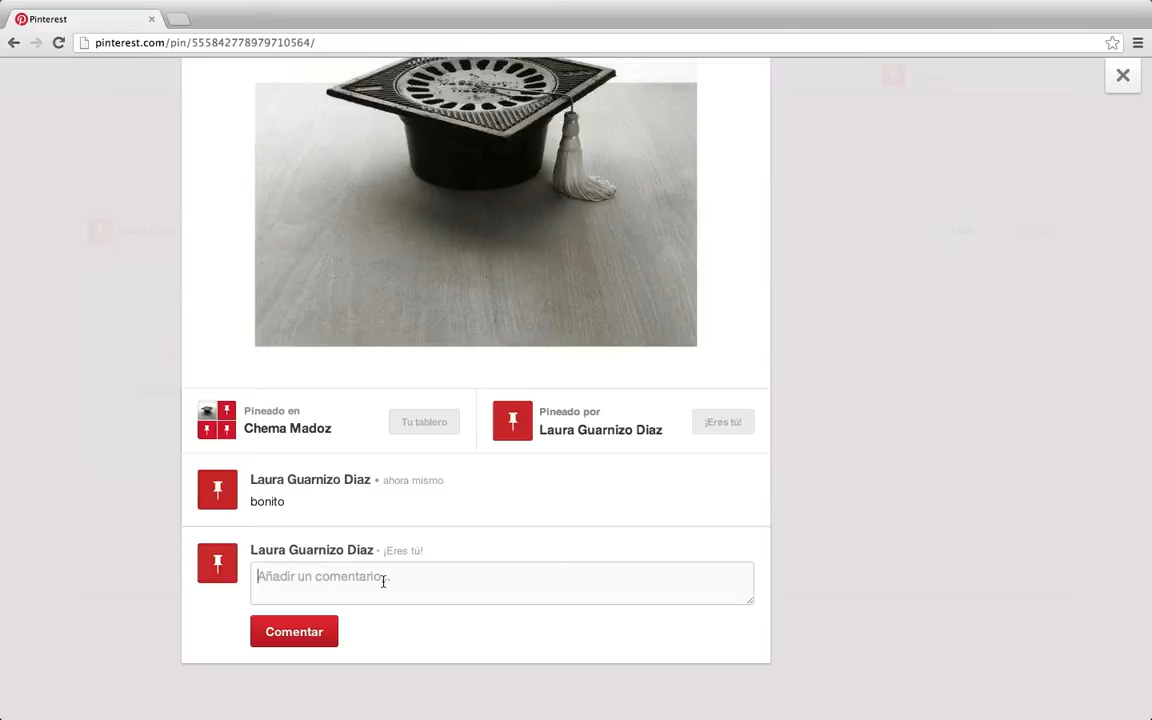 Pinterest
pinterest.com/pin/555842778979710564/
Pineado en
Chema Madoz
Tu tablero
Pineado por
Laura Guarnizo Diaz
¡Eres tú!
Laura Guarnizo Diaz • ahora mismo
bonito
Laura Guarnizo Diaz · ¡Eres tú!
Añadir un comentario...
Comentar